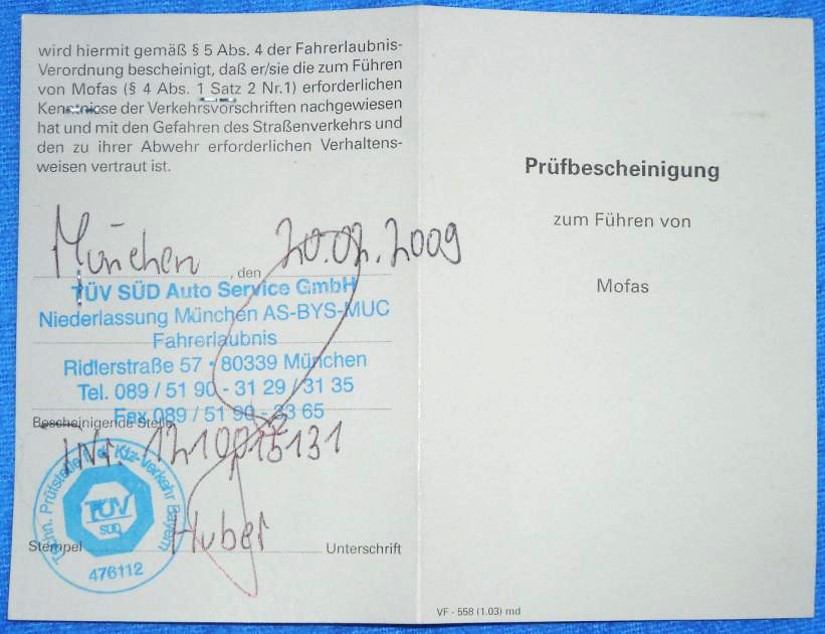 wird hiermit gemäß § 5 Abs. 4 der Fahrerlaubnis-
Verordnung bescheinigt, daß er/sie die zum Führen
von Mofas (§ 4 Abs. 1 Satz 2 Nr.1) erforderlichen
Kenntnisse der Verkehrsvorschriften nachgewiesen
hat und mit den Gefahren des Straßenverkehrs und
den zu ihrer Abwehr erforderlichen Verhaltens-
weisen vertraut ist.
München, den 20.02.2009
TÜV SÜD Auto Service GmbH
Niederlassung München AS-BYS-MUC
Fahrerlaubnis
Ridlerstraße 57 • 80339 München
Tel. 089 / 51 90 - 31 29 / 31 35
Fax 089 / 51 90 - 33 65
Bescheinigende Stelle
1210015131
Techn. Prüfstelle f. d. Kfz-Verkehr Bayern
TÜV
SÜD
476112
Huber
Stempel
Unterschrift
Prüfbescheinigung
zum Führen von
Mofas
VF - 558 (1.03) md